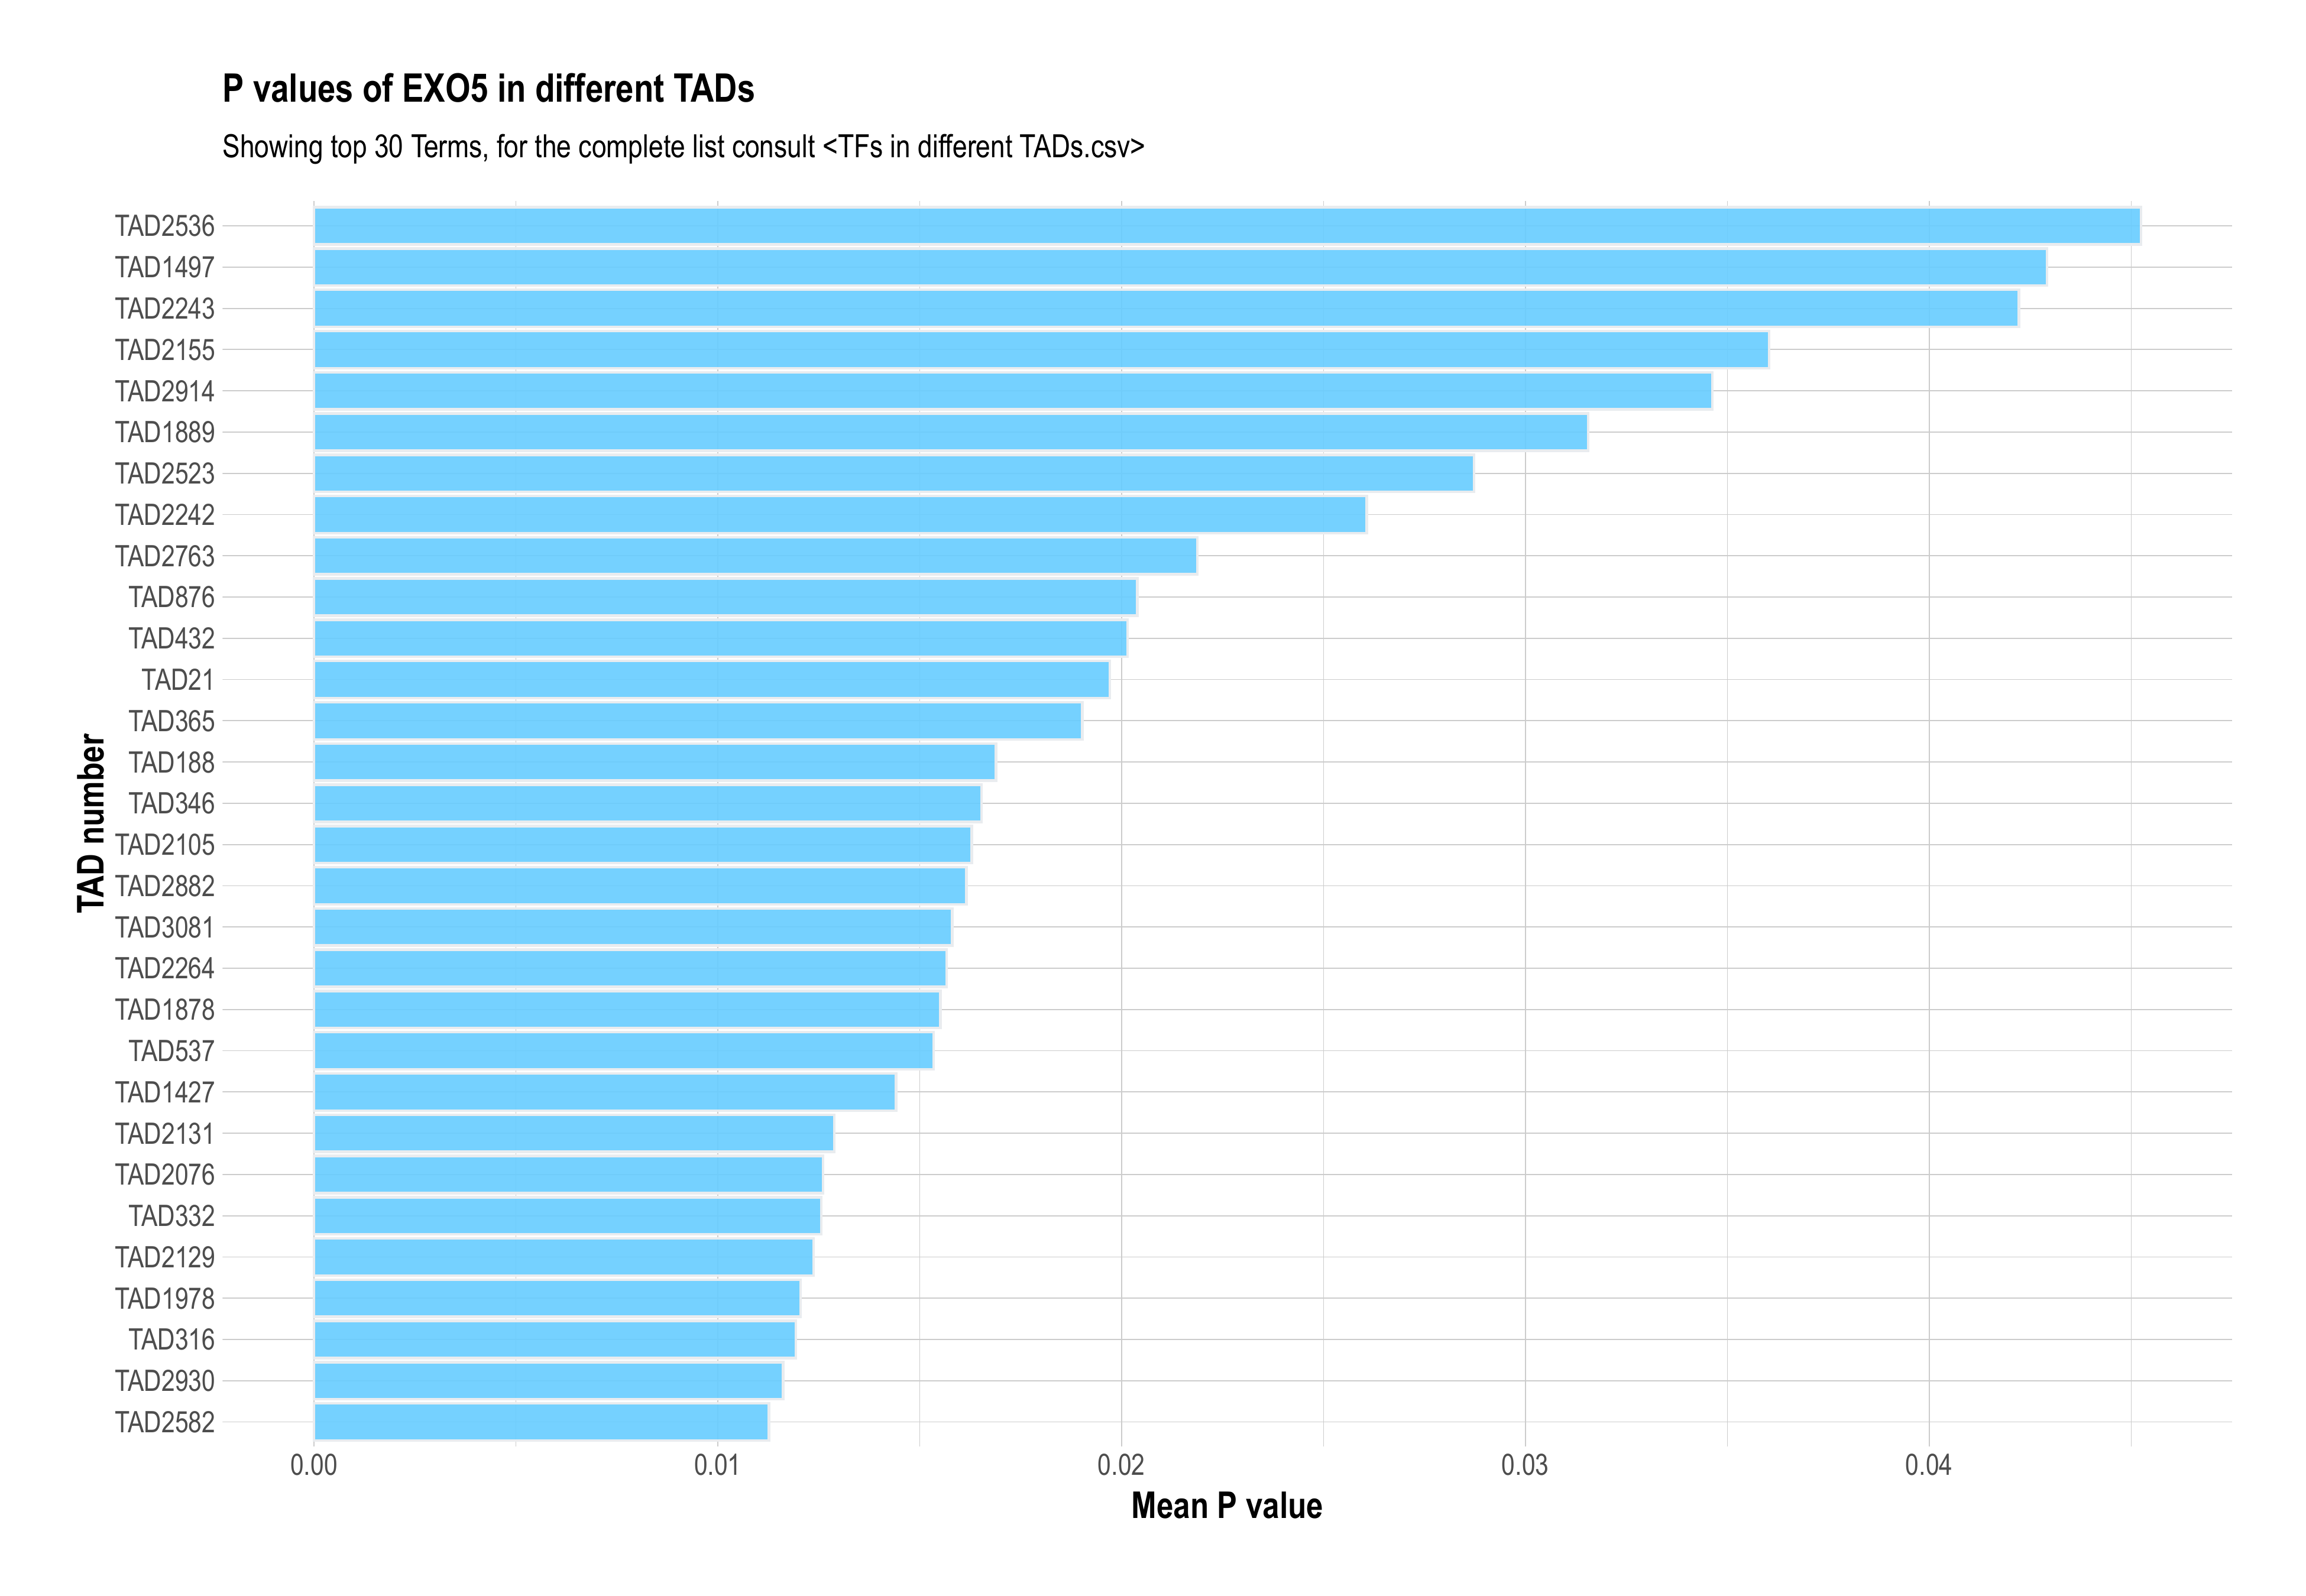 P values of EXO5 in different TADs
Showing top 30 Terms, for the complete list consult <TFs in different TADs.csv>
TAD number
TAD2536
TAD1497
TAD2243
TAD2155
TAD2914
TAD1889
TAD2523
TAD2242
TAD2763
TAD876
TAD432
TAD21
TAD365
TAD188
TAD346
TAD2105
TAD2882
TAD3081
TAD2264
TAD1878
TAD537
TAD1427
TAD2131
TAD2076
TAD332
TAD2129
TAD1978
TAD316
TAD2930
TAD2582
0.00 0.01 0.02 0.03 0.04
Mean P value